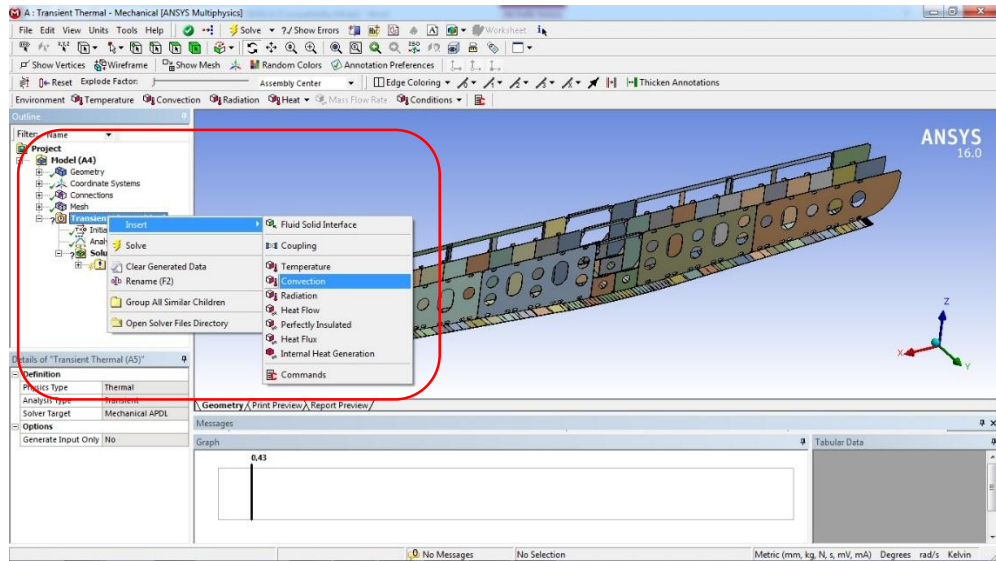 A : Transient Thermal - Mechanical [ANSYS Multiphysics]
File Edit View Units Tools Help Solve ?/ Show Errors Worksheet
Show Vertices Wireframe Show Mesh Random Colors Annotation Preferences
Reset Explode Factor: Assembly Center Edge Coloring Thicken Annotations
Environment Temperature Convection Radiation Heat Mass Flow Rate Conditions
Outline
Filter: Name
Project
Model (A4)
Geometry
Coordinate Systems
Connections
Mesh
Transien
Initia
Anal
Solu
Insert
Solve
Clear Generated Data
Rename (F2)
Group All Similar Children
Open Solver Files Directory
Fluid Solid Interface
Coupling
Temperature
Convection
Radiation
Heat Flow
Perfectly Insulated
Heat Flux
Internal Heat Generation
Commands
ANSYS
16.0
Z
X
Y
Details of "Transient Thermal (A5)"
Definition
Physics Type Thermal
Analysis Type Transient
Solver Target Mechanical APDL
Options
Generate Input Only No
Geometry Print Preview Report Preview
Messages
Graph
0,43
Tabular Data
0 No Messages No Selection Metric (mm, kg, N, s, mV, mA) Degrees rad/s Kelvin